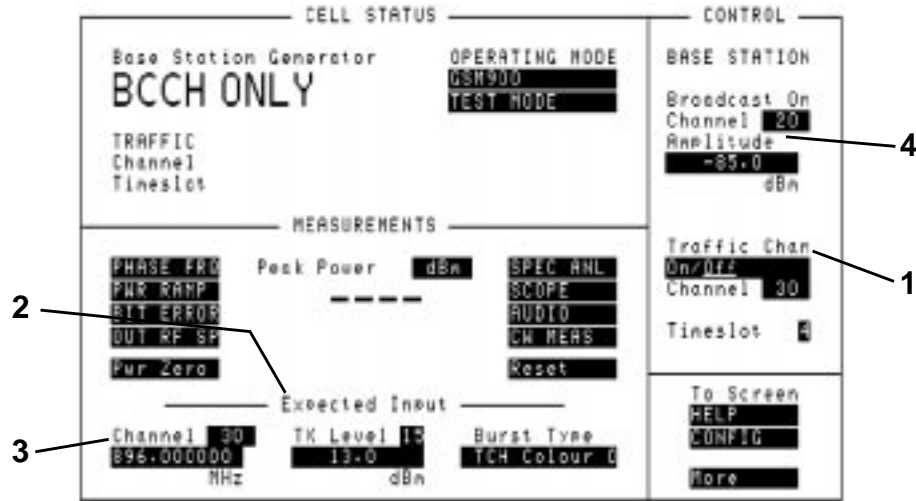 CELL STATUS
Base Station Generator
BCCH ONLY
TRAFFIC
Channel
Timeslot
OPERATING MODE
GSM900
TEST MODE
MEASUREMENTS
PHASE FRQ
PWR RAMP
BIT ERROR
OUT RF SP
Pwr Zero
Peak Power dBm
----
SPEC ANL
SCOPE
AUDIO
CW MEAS
Reset
2
Expected Input
3
Channel 30
896.000000
MHz
TX Level 15
13.0
dBm
Burst Type
TCH Colour 0
CONTROL
BASE STATION
Broadcast On
Channel 20
4
Amplitude
-85.0
dBm
Traffic Chan
1
On/Off
Channel 30
Timeslot 4
To Screen
HELP
CONFIG
More